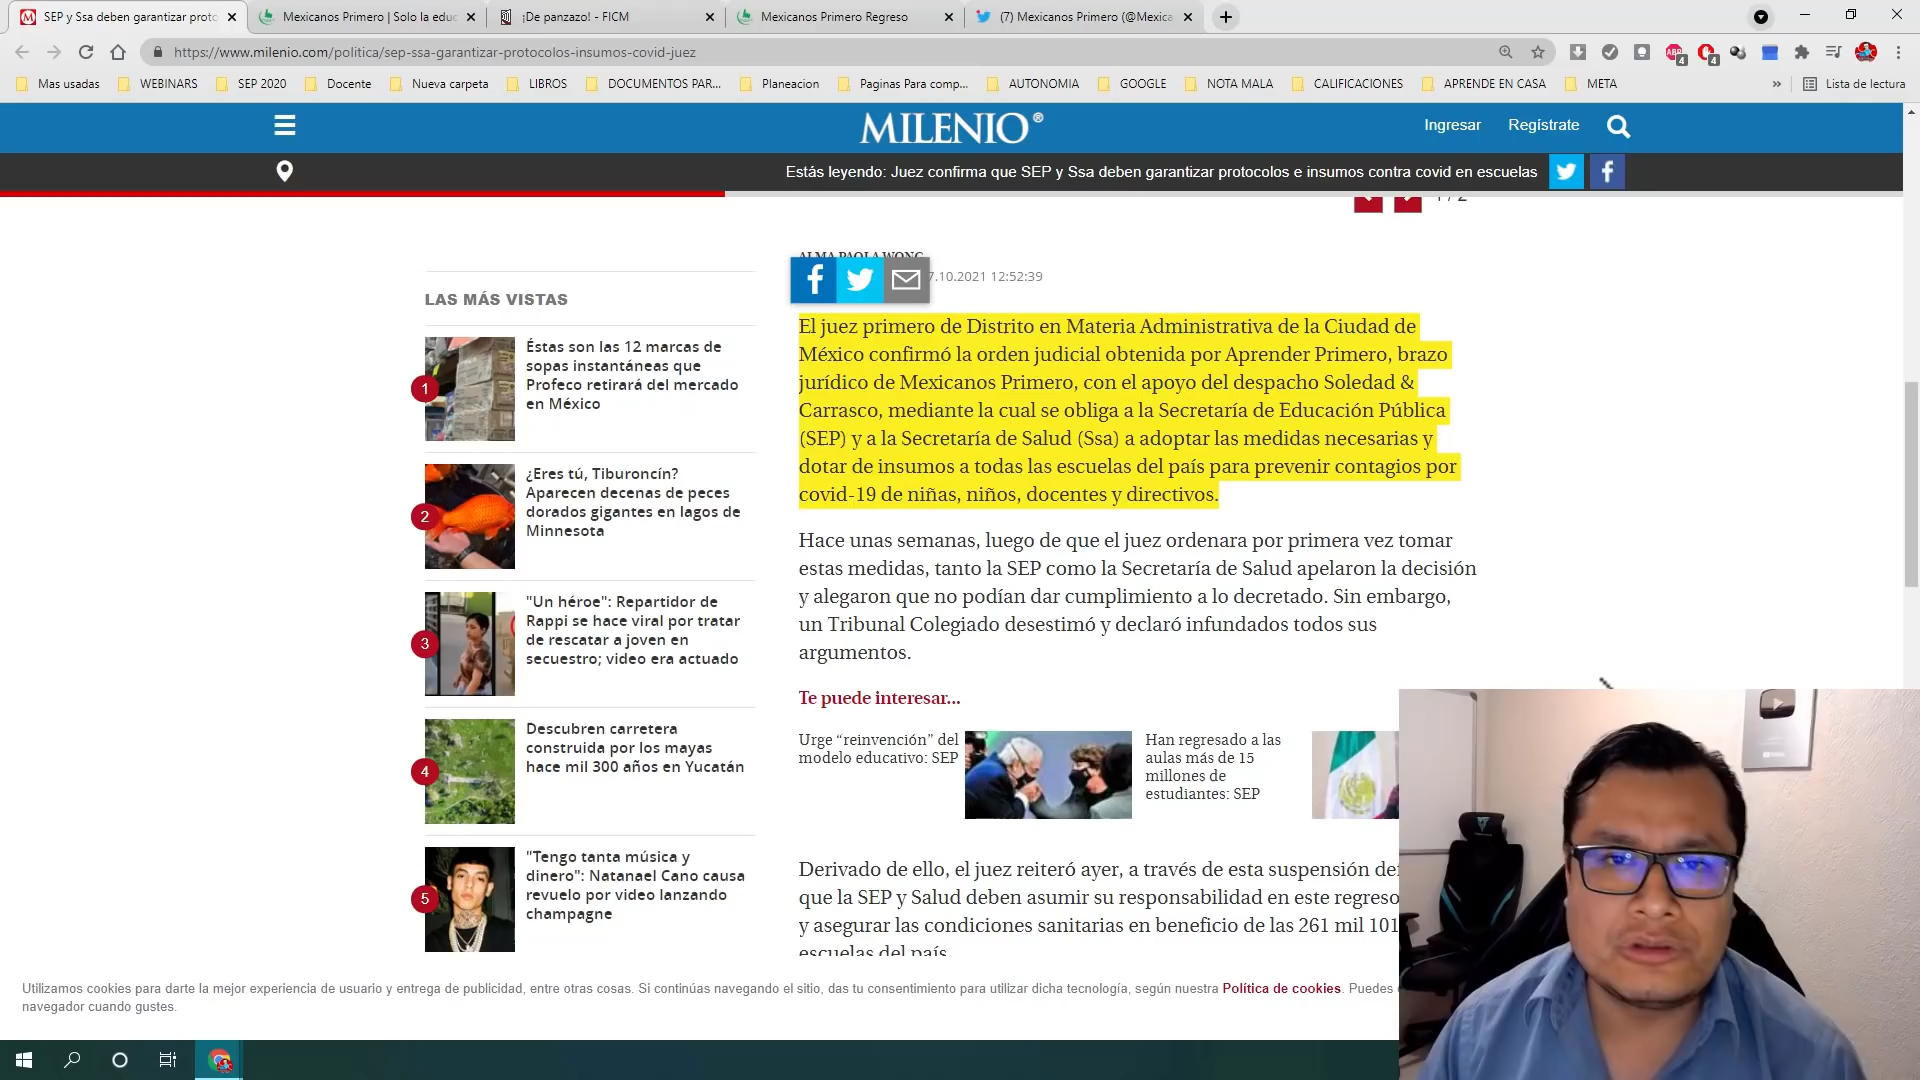 SEP y Ssa deben garantizar proto
Mexicanos Primero | Solo la educ
¡De panzazo! - FICM
Mexicanos Primero Regreso
(7) Mexicanos Primero (@Mexica
https://www.milenio.com/politica/sep-ssa-garantizar-protocolos-insumos-covid-juez
Mas usadas
WEBINARS
SEP 2020
Docente
Nueva carpeta
LIBROS
DOCUMENTOS PAR...
Planeacion
Paginas Para comp...
AUTONOMIA
GOOGLE
NOTA MALA
CALIFICACIONES
APRENDE EN CASA
META
»
Lista de lectura
MILENIO®
Ingresar
Regístrate
Estás leyendo: Juez confirma que SEP y Ssa deben garantizar protocolos e insumos contra covid en escuelas
1 / 2
ALMA PAOLA WONG
7.10.2021 12:52:39
El juez primero de Distrito en Materia Administrativa de la Ciudad de
México confirmó la orden judicial obtenida por Aprender Primero, brazo
jurídico de Mexicanos Primero, con el apoyo del despacho Soledad &
Carrasco, mediante la cual se obliga a la Secretaría de Educación Pública
(SEP) y a la Secretaría de Salud (Ssa) a adoptar las medidas necesarias y
dotar de insumos a todas las escuelas del país para prevenir contagios por
covid-19 de niñas, niños, docentes y directivos.
Hace unas semanas, luego de que el juez ordenara por primera vez tomar
estas medidas, tanto la SEP como la Secretaría de Salud apelaron la decisión
y alegaron que no podían dar cumplimiento a lo decretado. Sin embargo,
un Tribunal Colegiado desestimó y declaró infundados todos sus
argumentos.
Te puede interesar...
Urge “reinvención” del
modelo educativo: SEP
Han regresado a las
aulas más de 15
millones de
estudiantes: SEP
Derivado de ello, el juez reiteró ayer, a través de esta suspensión def
que la SEP y Salud deben asumir su responsabilidad en este regreso
y asegurar las condiciones sanitarias en beneficio de las 261 mil 101
escuelas del país.
LAS MÁS VISTAS
1
Éstas son las 12 marcas de
sopas instantáneas que
Profeco retirará del mercado
en México
2
¿Eres tú, Tiburoncín?
Aparecen decenas de peces
dorados gigantes en lagos de
Minnesota
3
"Un héroe": Repartidor de
Rappi se hace viral por tratar
de rescatar a joven en
secuestro; video era actuado
4
Descubren carretera
construida por los mayas
hace mil 300 años en Yucatán
5
"Tengo tanta música y
dinero": Natanael Cano causa
revuelo por video lanzando
champagne
Utilizamos cookies para darte la mejor experiencia de usuario y entrega de publicidad, entre otras cosas. Si continúas navegando el sitio, das tu consentimiento para utilizar dicha tecnología, según nuestra Política de cookies. Puedes
navegador cuando gustes.